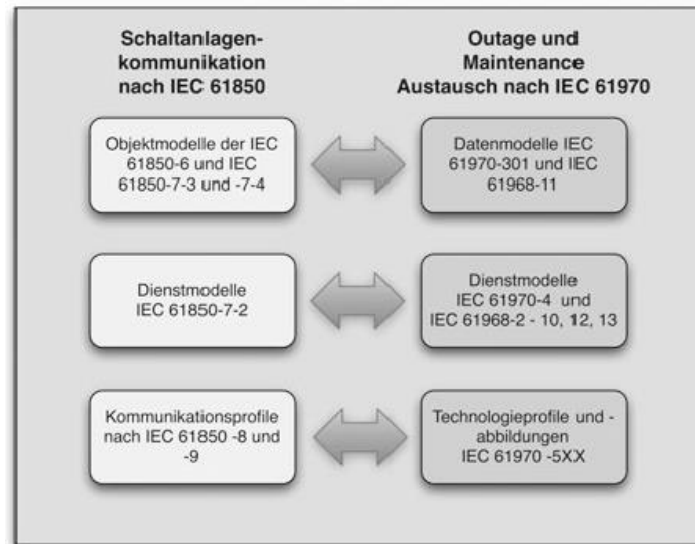 Schaltanlagen-
kommunikation
nach IEC 61850
Outage und
Maintenance
Austausch nach IEC 61970
Objektmodelle der IEC
61850-6 und IEC
61850-7-3 und -7-4
Datenmodelle IEC
61970-301 und IEC
61968-11
Dienstmodelle
IEC 61850-7-2
Dienstmodelle
IEC 61970-4 und
IEC 61968-2 - 10, 12, 13
Kommunikationsprofile
nach IEC 61850 -8 und
-9
Technologieprofile und -
abbildungen
IEC 61970 -5XX